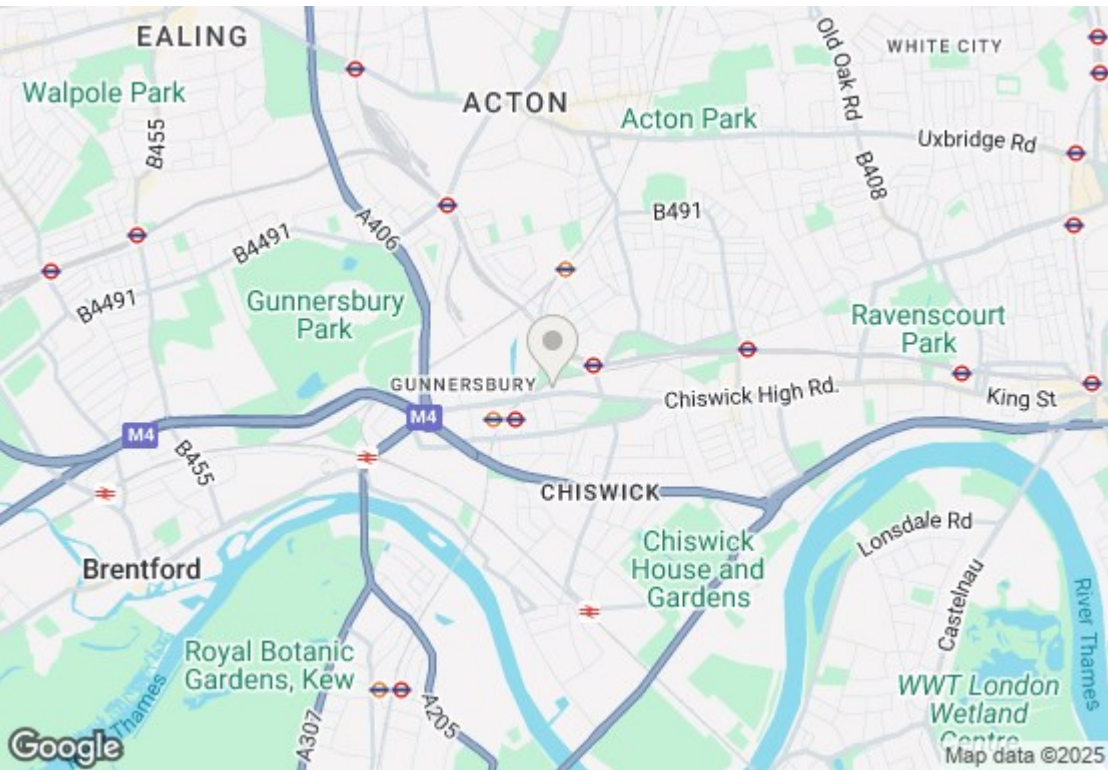 EALING
WHITE CITY
Walpole Park
ACTON
Old Oak Rd
Acton Park
B455
Uxbridge Rd
B408
B491
A406
B4491
B4491
Gunnersbury
Park
Ravenscourt
Park
GUNNERSBURY
Chiswick High Rd.
King St
M4
M4
B455
CHISWICK
Lonsdale Rd
Chiswick
House and
Gardens
Brentford
Castelnau
River Thames
Royal Botanic
Gardens, Kew
Thames
A307
A205
WWT London
Wetland
Centre
Google
Map data ©2025